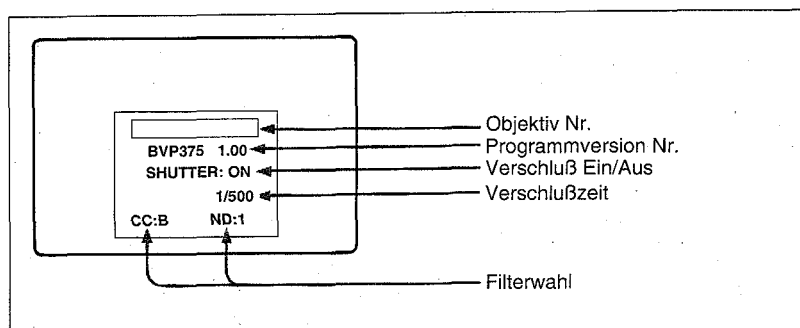 Objektiv Nr.
BVP375 1.00
Programmversion Nr.
SHUTTER: ON
Verschluß Ein/Aus
1/500
Verschlußzeit
CC:B ND:1
Filterwahl